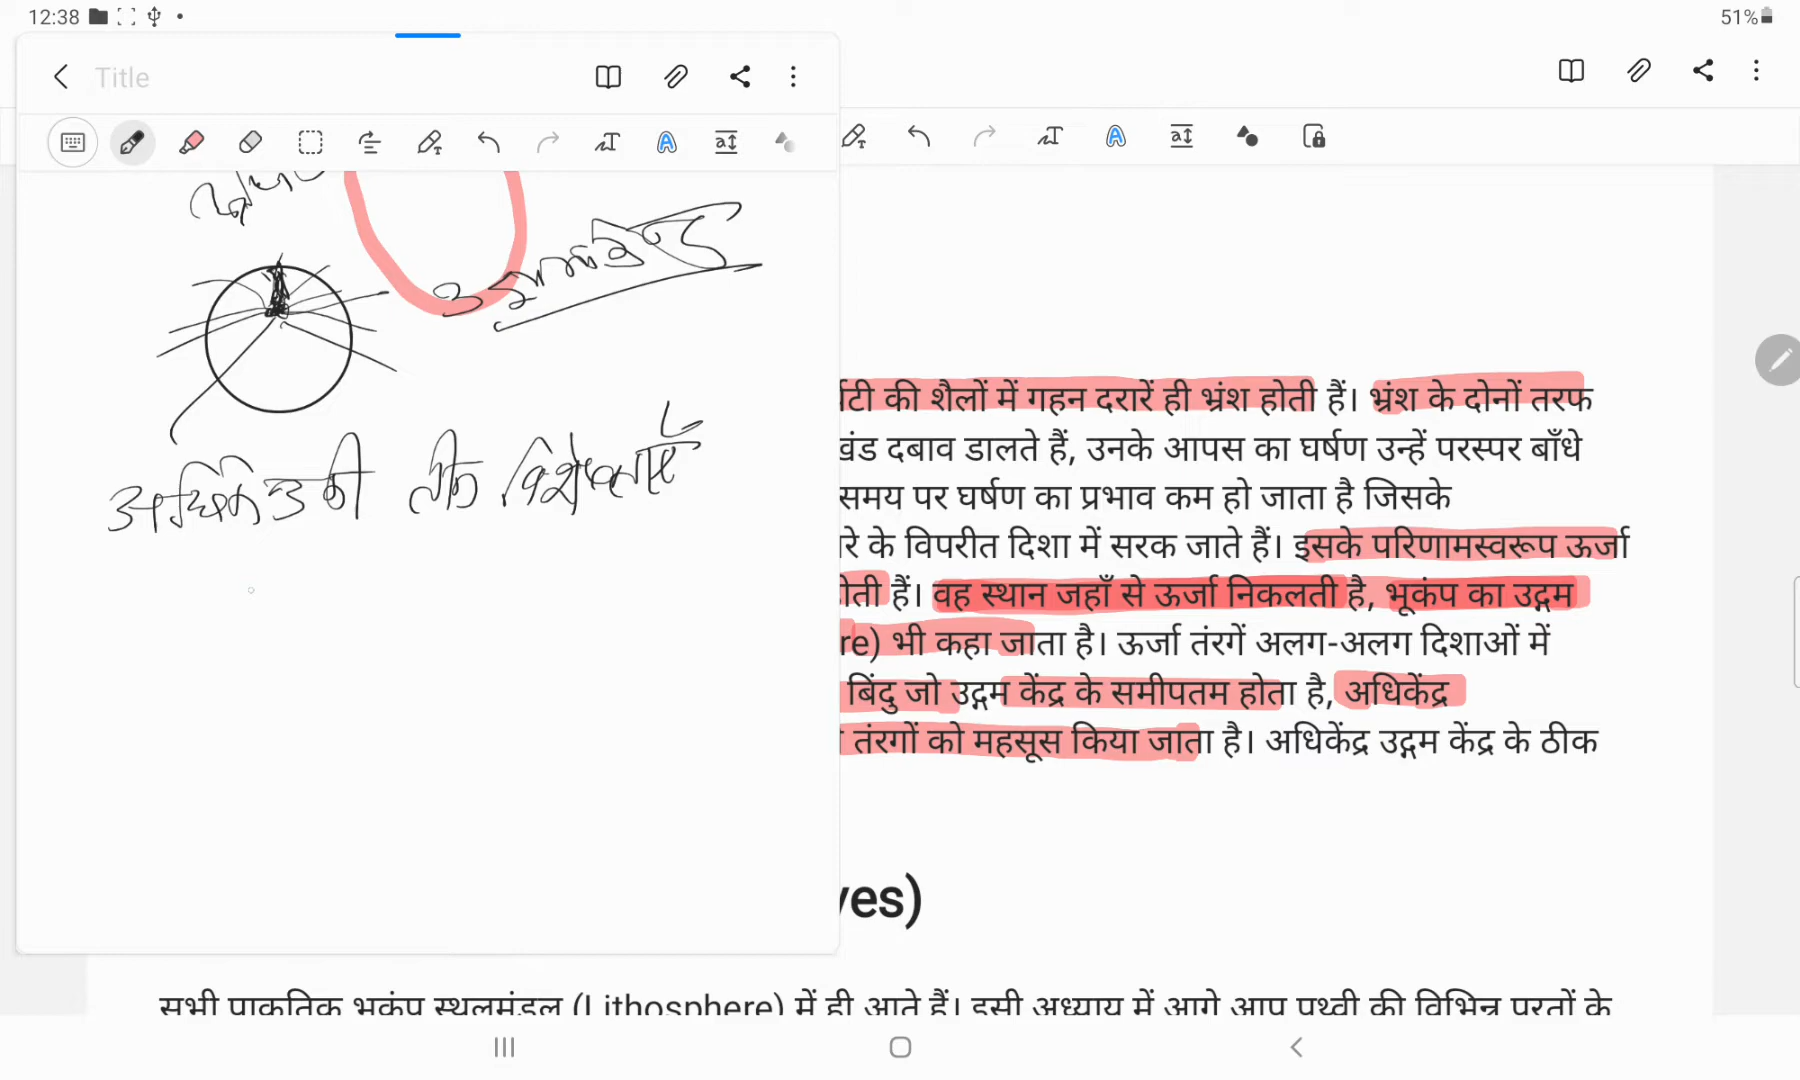 12:38
51%
Title
अधिकेन्द्र की तीन विशेषताएँ
र्पटी की शैलों में गहन दरारें ही भ्रंश होती हैं। भ्रंश के दोनों तरफ
खंड दबाव डालते हैं, उनके आपस का घर्षण उन्हें परस्पर बाँधे
समय पर घर्षण का प्रभाव कम हो जाता है जिसके
रे के विपरीत दिशा में सरक जाते हैं। इसके परिणामस्वरूप ऊर्जा
होती हैं। वह स्थान जहाँ से ऊर्जा निकलती है, भूकंप का उद्गम
re) भी कहा जाता है। ऊर्जा तरंगें अलग-अलग दिशाओं में
बिंदु जो उद्गम केंद्र के समीपतम होता है, अधिकेंद्र
तंरगों को महसूस किया जाता है। अधिकेंद्र उद्गम केंद्र के ठीक
ves)
सभी प्राकृतिक भूकंप स्थलमंडल (Lithosphere) में ही आते हैं। इसी अध्याय में आगे आप पृथ्वी की विभिन्न परतों के